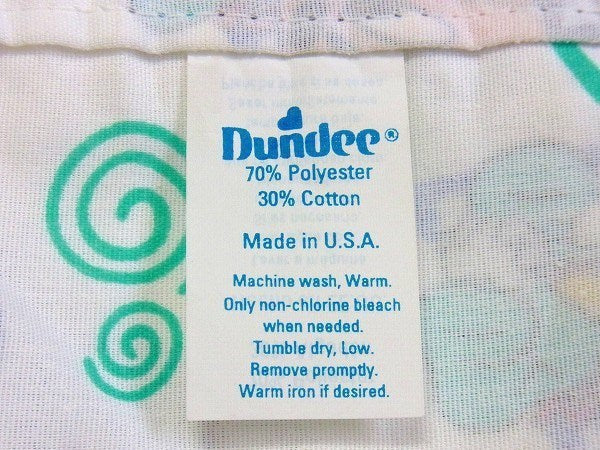 Dundee®
70% Polyester
30% Cotton
Made in U.S.A.
Machine wash, Warm.
Only non-chlorine bleach
when needed.
Tumble dry, Low.
Remove promptly.
Warm iron if desired.